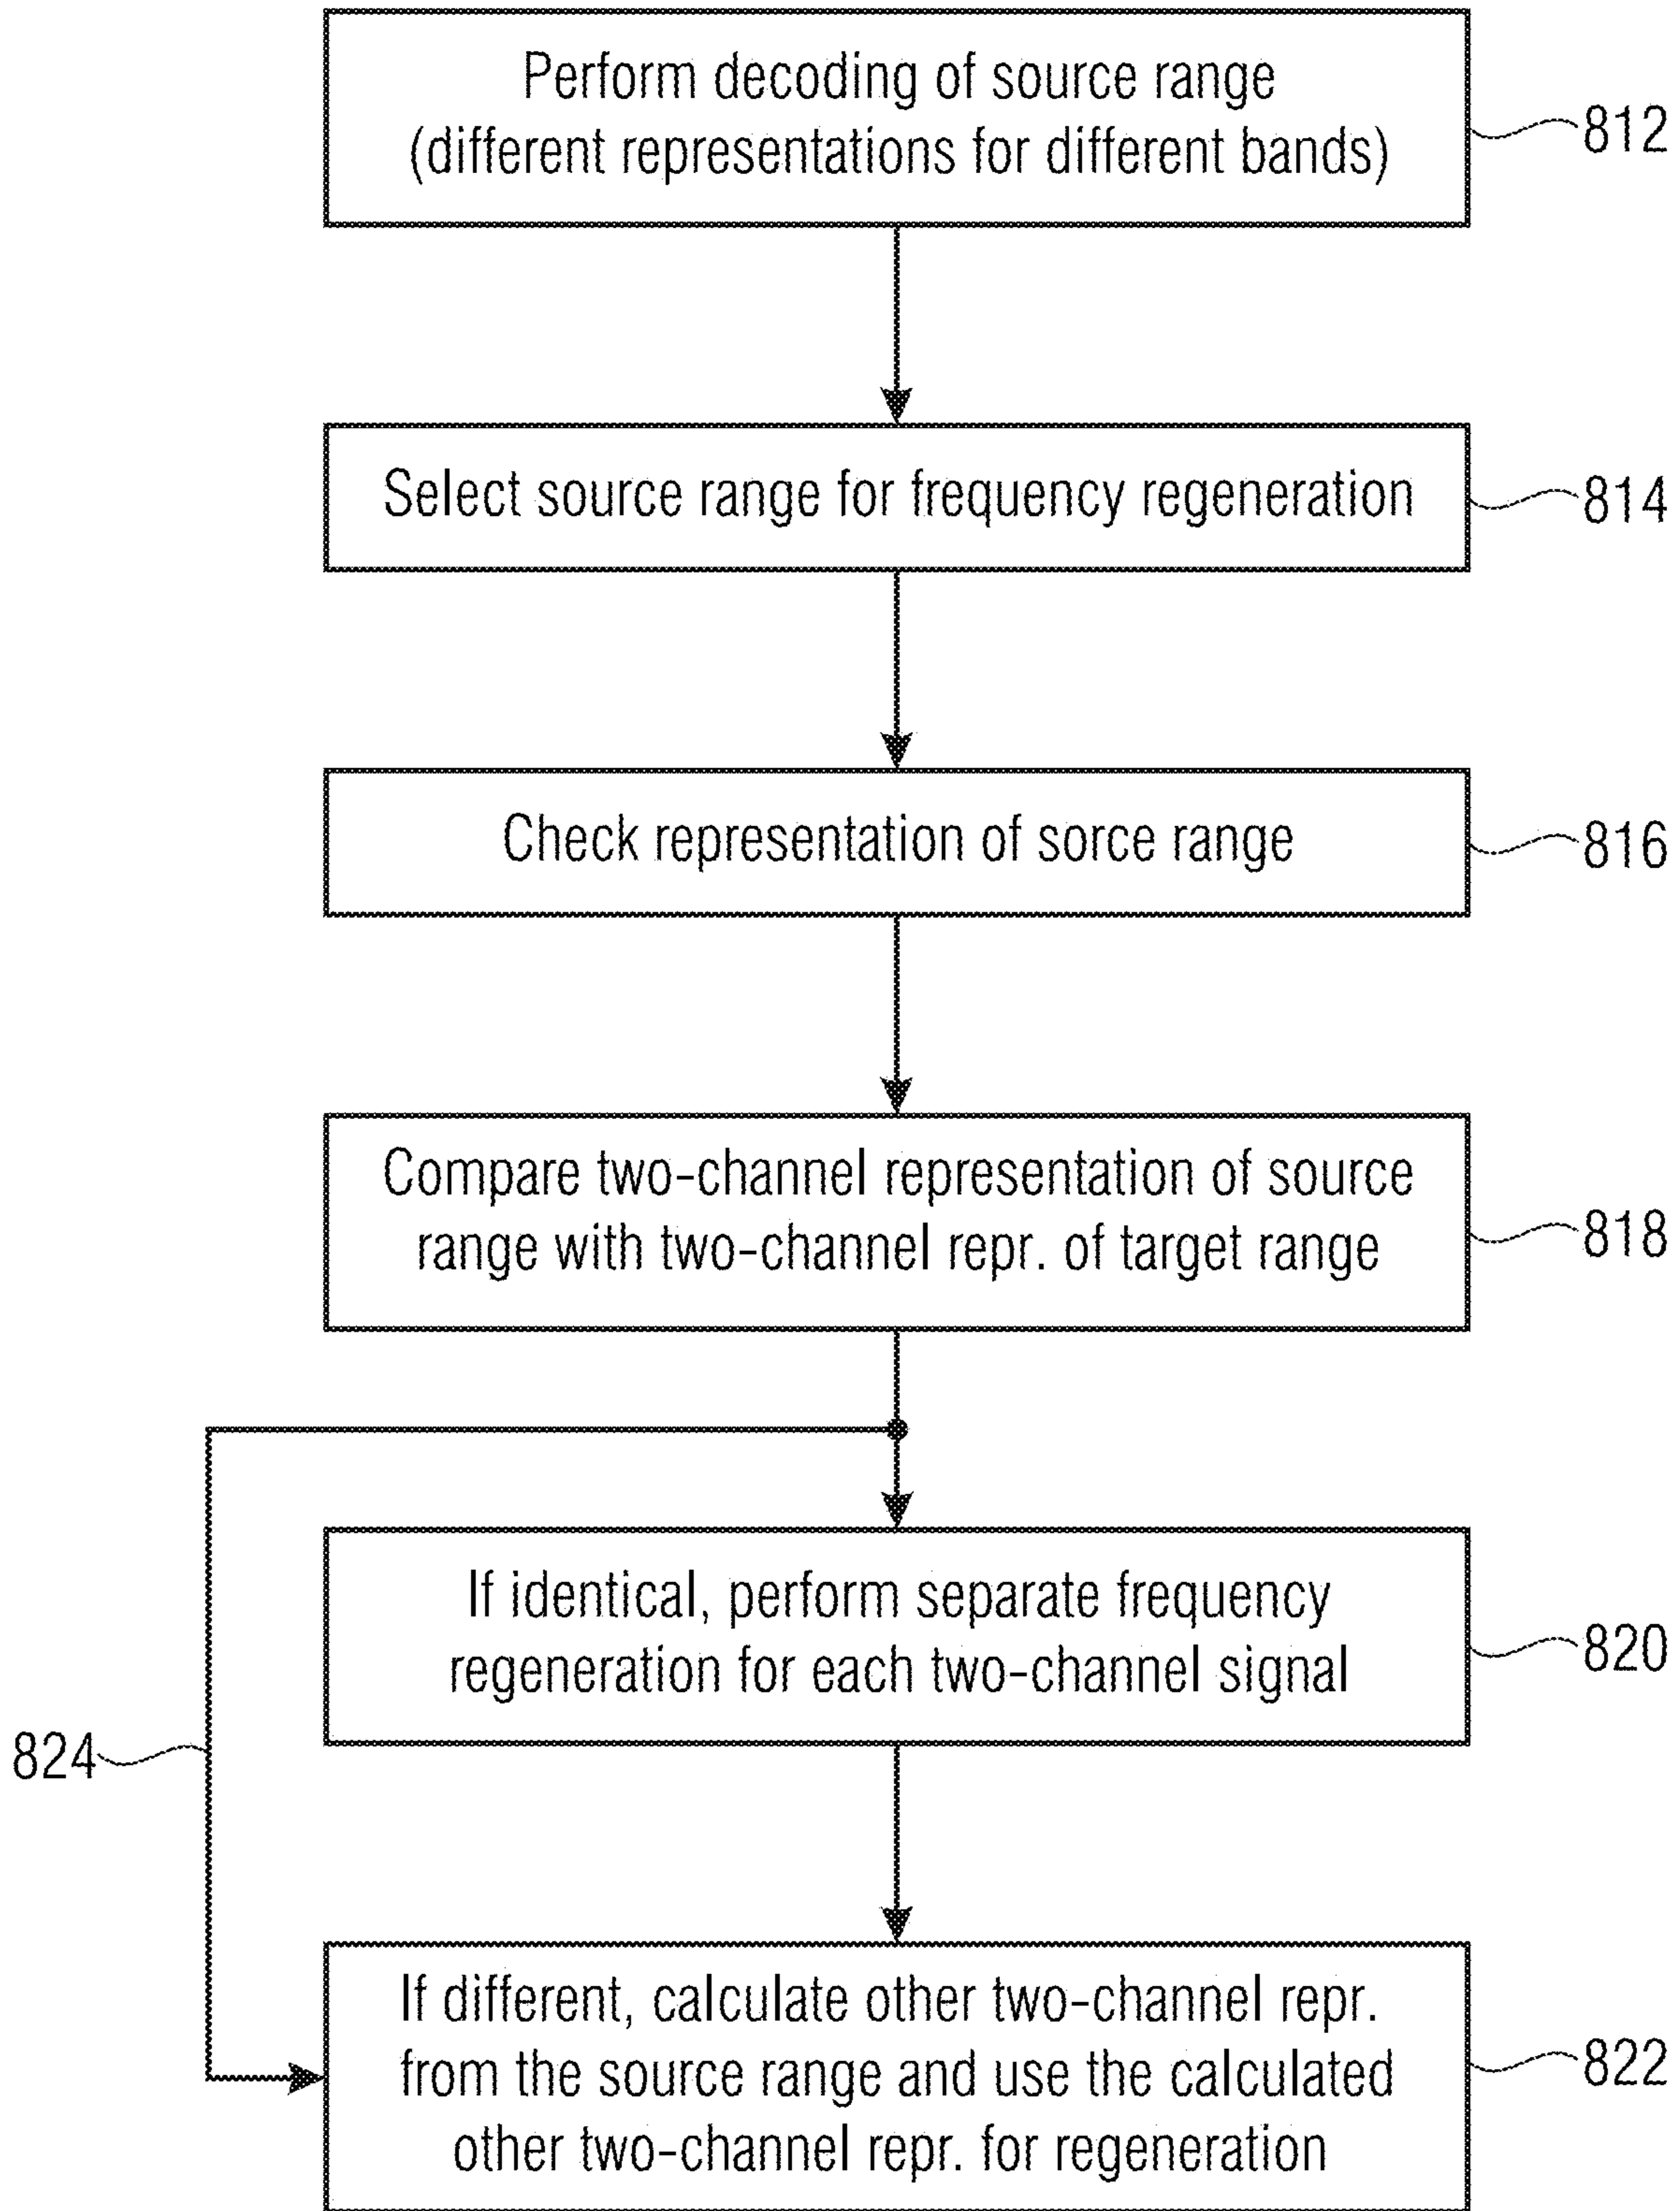 Perform decoding of source range
(different representations for different bands)
812
Select source range for frequency regeneration
814
Check representation of sorce range
816
Compare two-channel representation of source
range with two-channel repr. of target range
818
If identical, perform separate frequency
regeneration for each two-channel signal
820
824
If different, calculate other two-channel repr.
from the source range and use the calculated
other two-channel repr. for regeneration
822